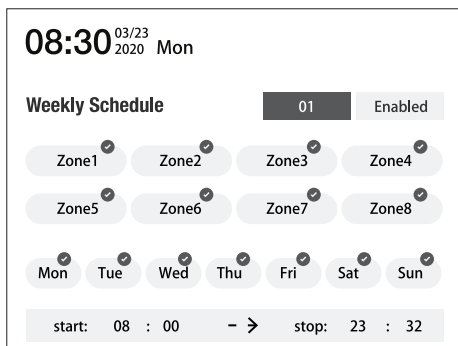 08:30 03/23
2020 Mon
Weekly Schedule 01 Enabled
Zone1 Zone2 Zone3 Zone4
Zone5 Zone6 Zone7 Zone8
Mon Tue Wed Thu Fri Sat Sun
start: 08 : 00 - → stop: 23 : 32